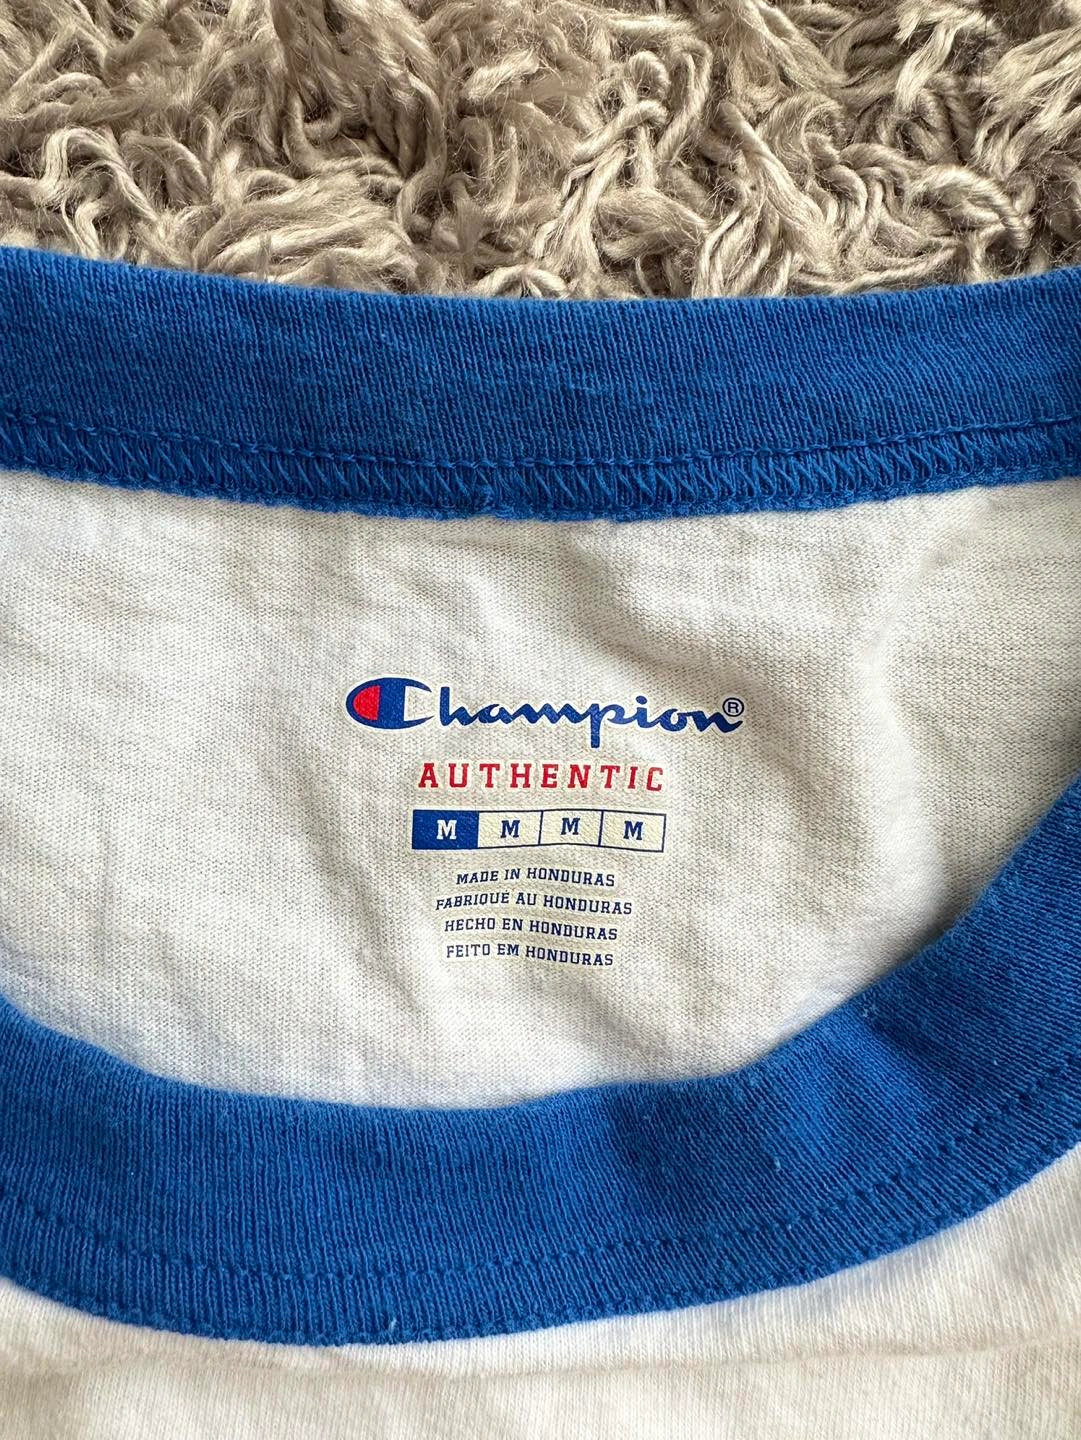 Champion®
AUTHENTIC
M M M M
MADE IN HONDURAS
FABRIQUÉ AU HONDURAS
HECHO EN HONDURAS
FEITO EM HONDURAS